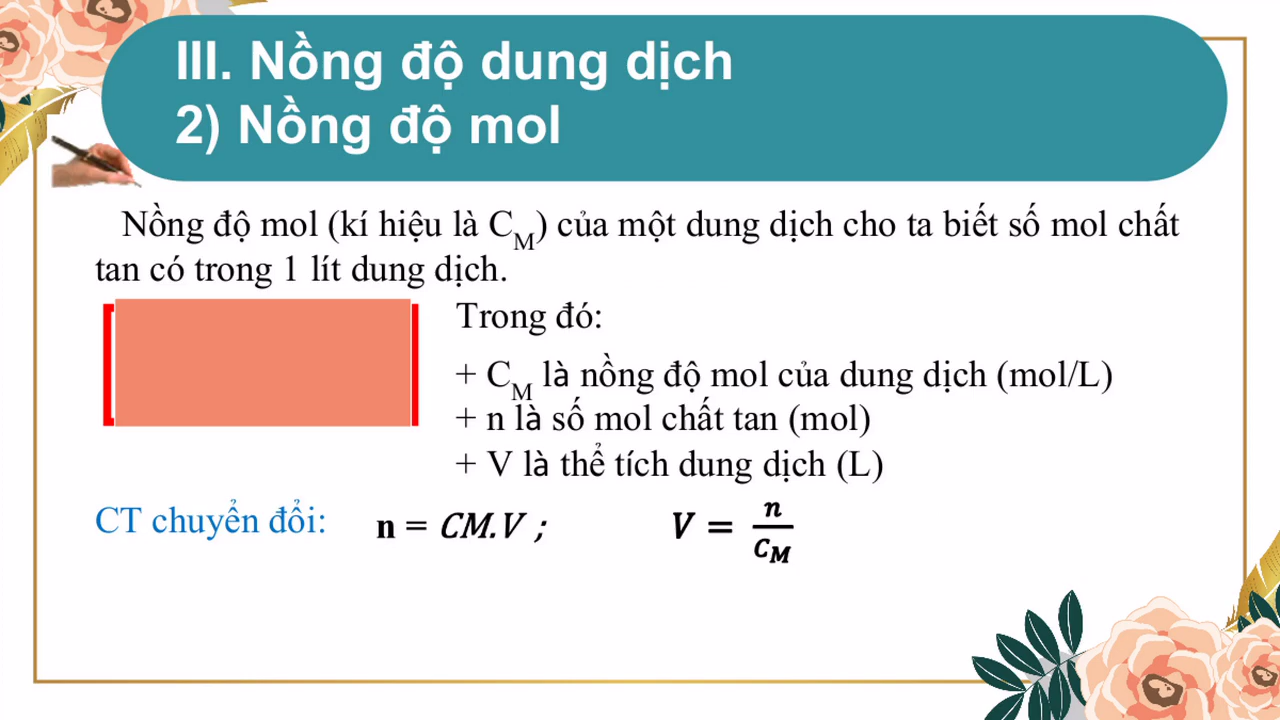 III. Nồng độ dung dịch
2) Nồng độ mol
Nồng độ mol (kí hiệu là C_M) của một dung dịch cho ta biết số mol chất
tan có trong 1 lít dung dịch.
Trong đó:
+ C_M là nồng độ mol của dung dịch (mol/L)
+ n là số mol chất tan (mol)
+ V là thể tích dung dịch (L)
CT chuyển đổi: n = CM.V ; V = n/C_M